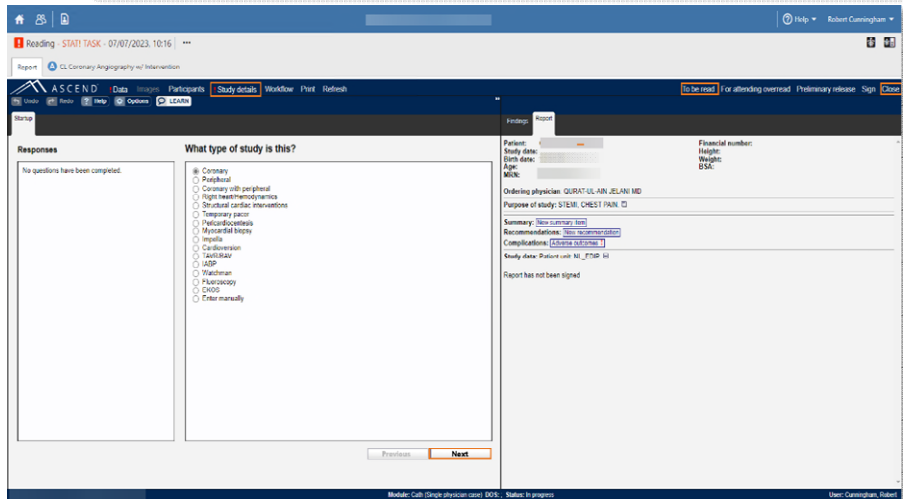 Help
Robert Cunningham
Reading - STAT! TASK - 07/07/2023, 10:16
Report
CL Coronary Angiography w/ Intervention
ASCEND
Data Images Participants Study details Workflow Print Refresh
To be read For attending overread Preliminary release Sign Close
Undo Redo Help Options LEARN
Startup
Findings Report
Responses
No questions have been completed.
What type of study is this?
Coronary
Peripheral
Coronary with peripheral
Right heart/Hemodynamics
Structural cardiac interventions
Temporary pacer
Pericardiocentesis
Myocardial biopsy
Impella
Cardioversion
TAVR/BAV
IABP
Watchman
Fluoroscopy
EKOS
Enter manually
Previous Next
Patient:
Study date:
Birth date:
Age:
MRN:
Financial number:
Height:
Weight:
BSA:
Ordering physician: QURAT-UL-AIN JELANI MD
Purpose of study: STEMI, CHEST PAIN.
Summary: New summary item
Recommendations: New recommendation
Complications: Adverse outcomes ?
Study data: Patient unit:
Report has not been signed
Module: Cath (Single physician case) DOS: , Status: In progress
User: Cunningham, Robert